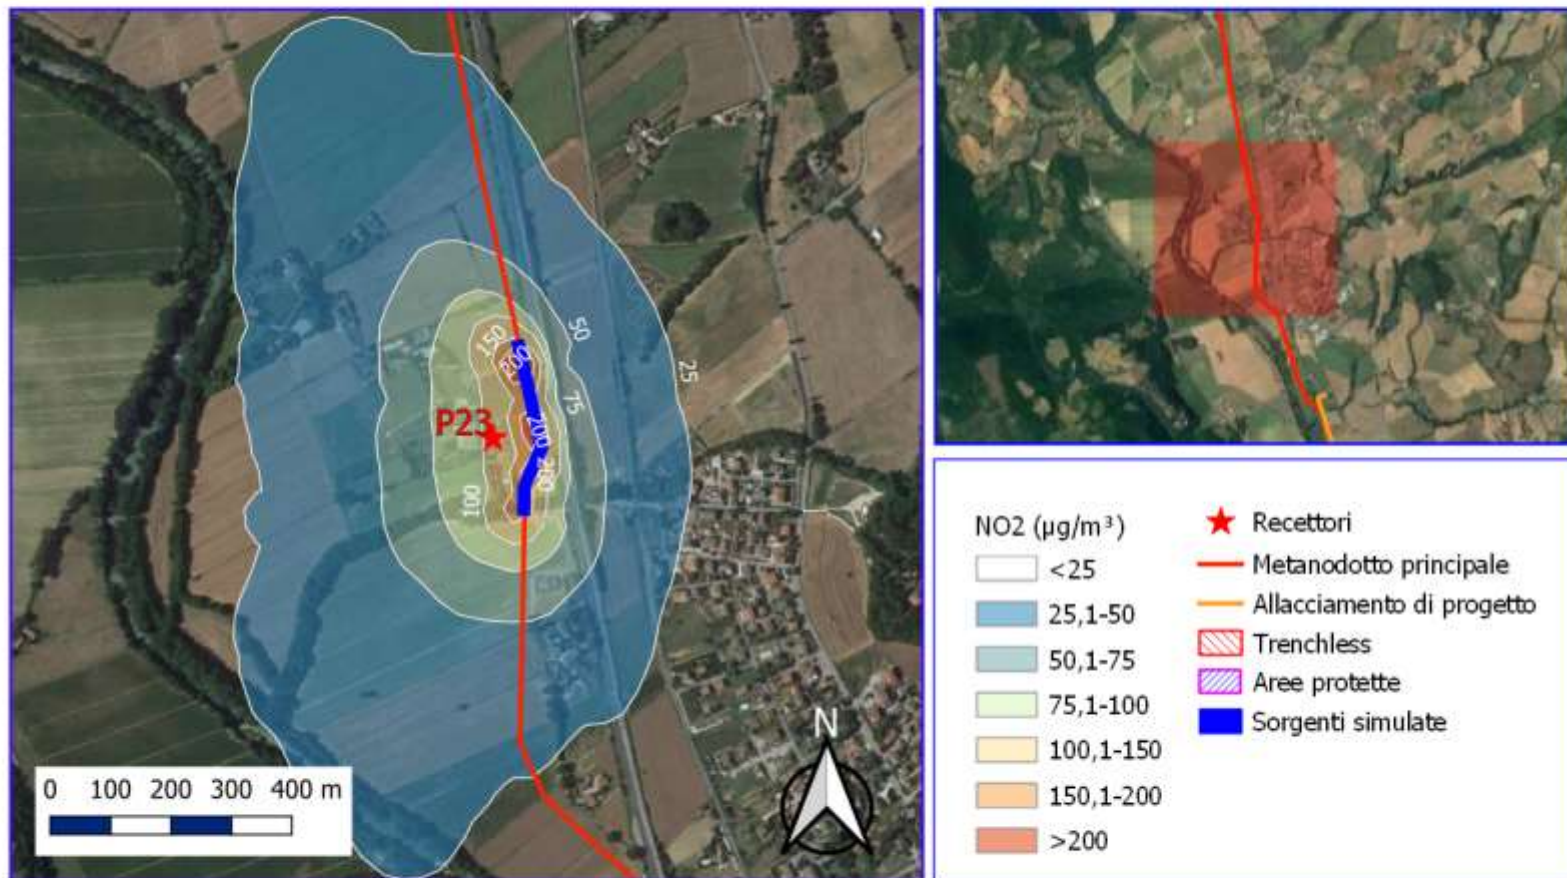 50
25
150
75
200
200
P23
100
N
0 100 200 300 400 m
NO2 (µg/m³)
<25
25,1-50
50,1-75
75,1-100
100,1-150
150,1-200
>200
Recettori
Metanodotto principale
Allacciamento di progetto
Trenchless
Aree protette
Sorgenti simulate